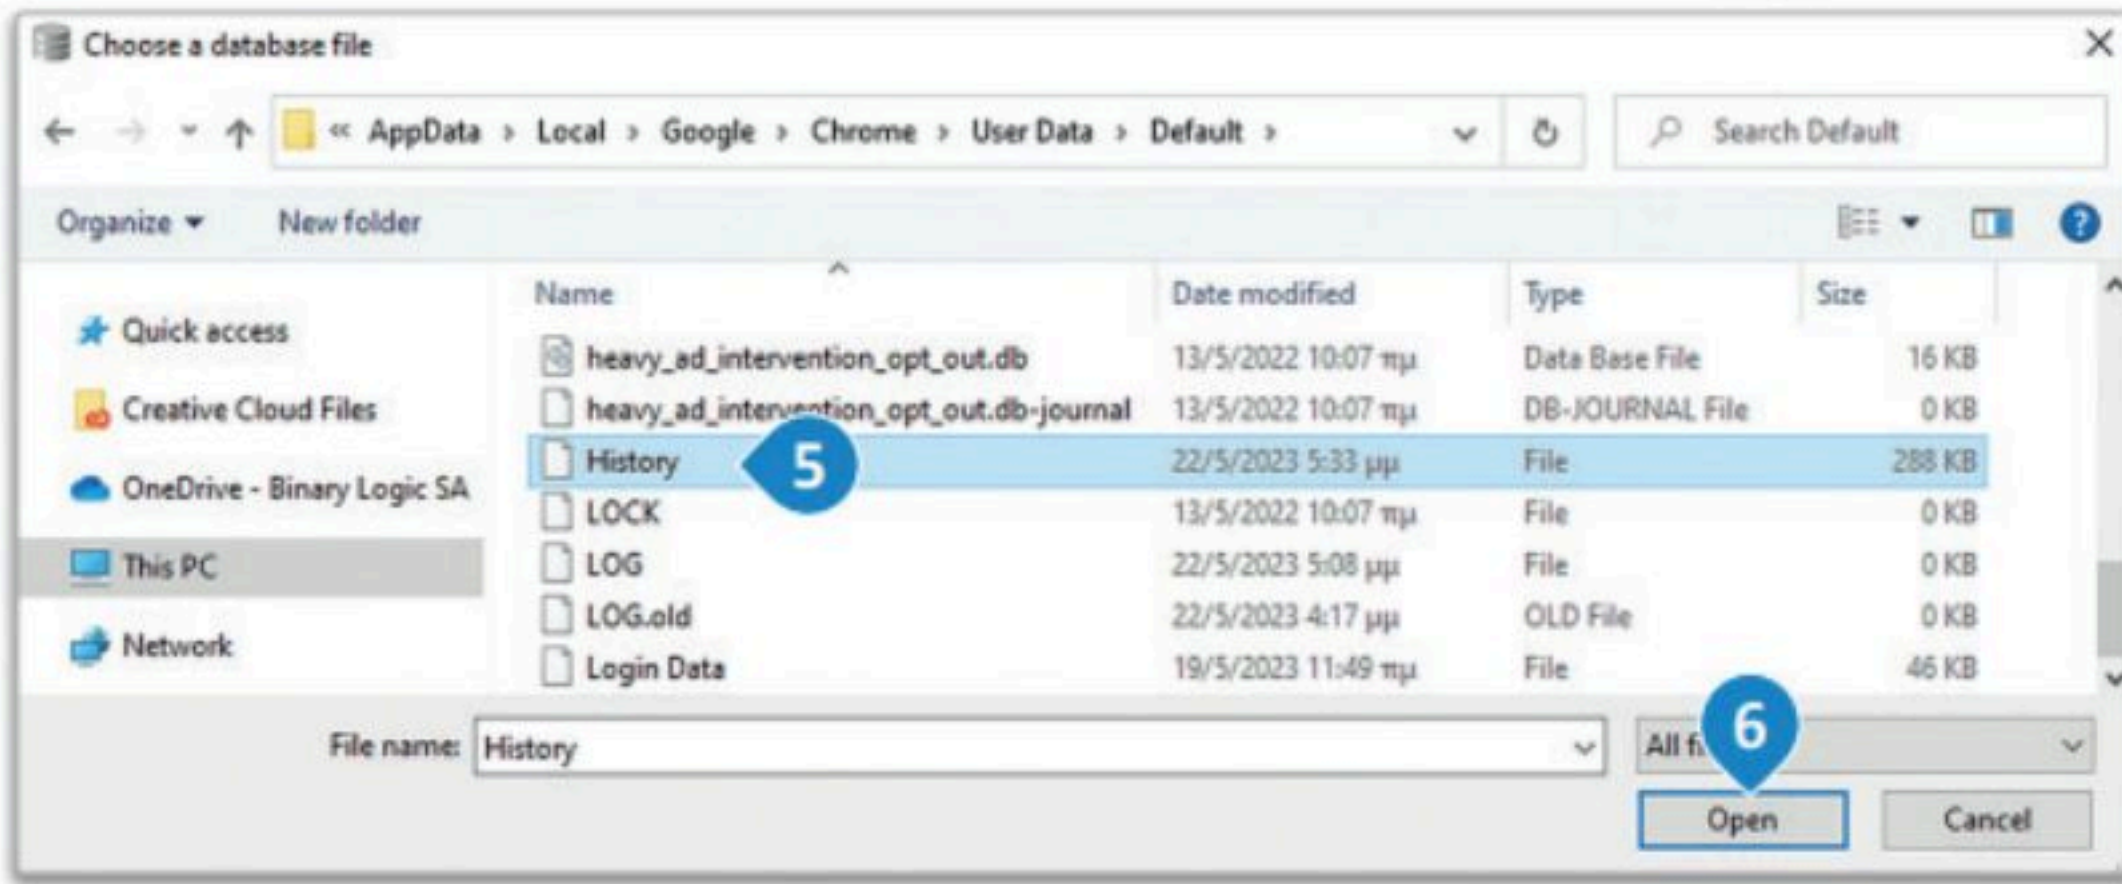 Choose a database file
« AppData › Local › Google › Chrome › User Data › Default ›
Search Default
Organize
New folder
Name Date modified Type Size
Quick access
Creative Cloud Files
OneDrive - Binary Logic SA
This PC
Network
heavy_ad_intervention_opt_out.db 13/5/2022 10:07 πμ Data Base File 16 KB
heavy_ad_intervention_opt_out.db-journal 13/5/2022 10:07 πμ DB-JOURNAL File 0 KB
History 5 22/5/2023 5:33 μμ File 288 KB
LOCK 13/5/2022 10:07 πμ File 0 KB
LOG 22/5/2023 5:08 μμ File 0 KB
LOG.old 22/5/2023 4:17 μμ OLD File 0 KB
Login Data 19/5/2023 11:49 πμ File 46 KB
File name: History
All
6
Open Cancel